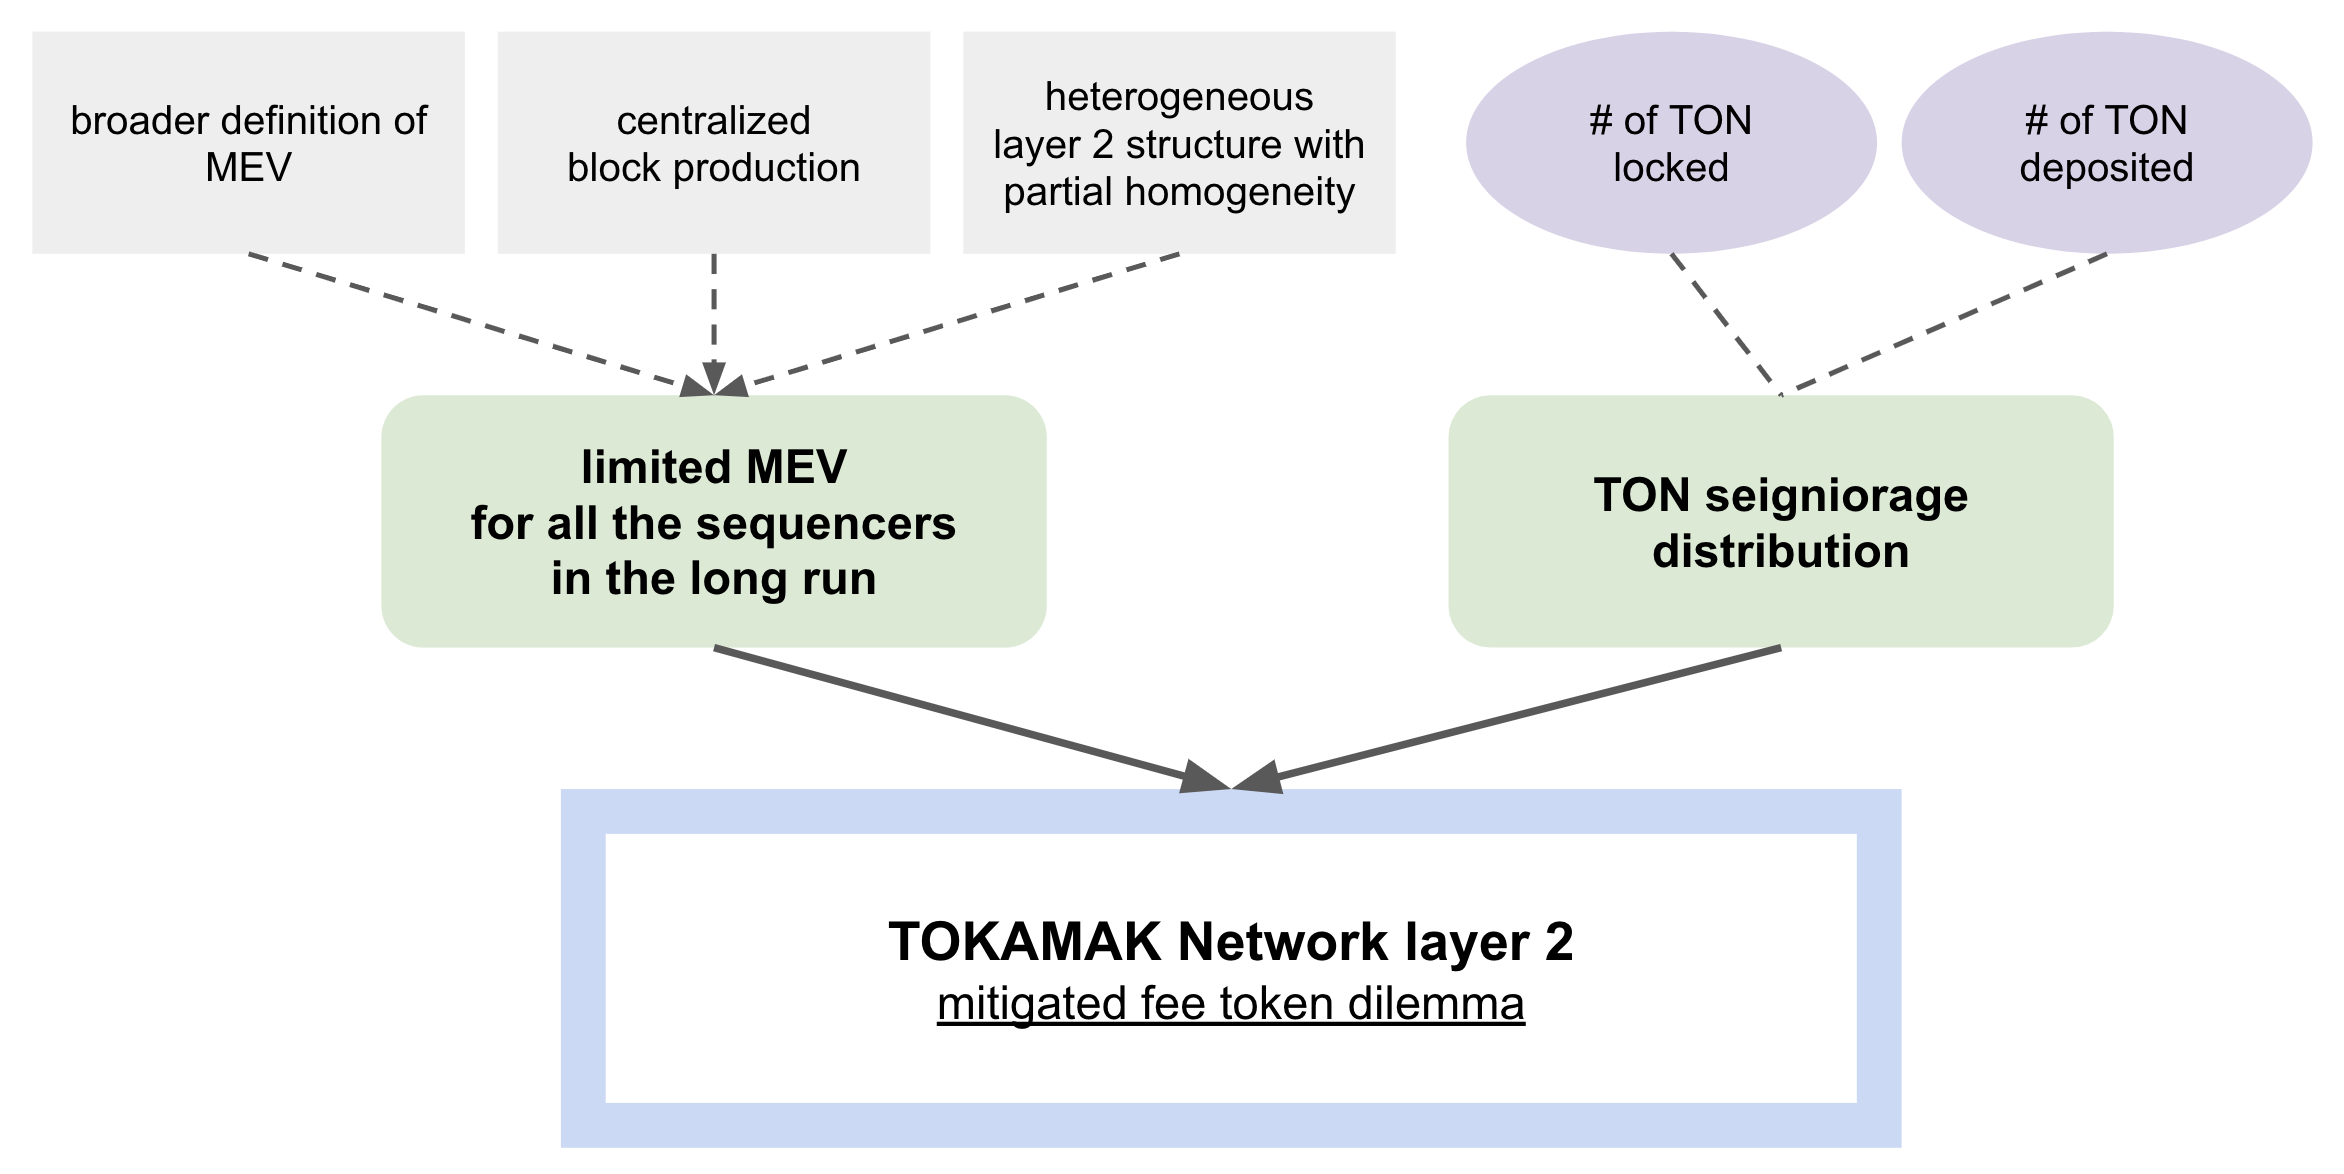 broader definition of
MEV
centralized
block production
heterogeneous
layer 2 structure with
partial homogeneity
# of TON
locked
# of TON
deposited
limited MEV
for all the sequencers
in the long run
TON seigniorage
distribution
TOKAMAK Network layer 2
mitigated fee token dilemma